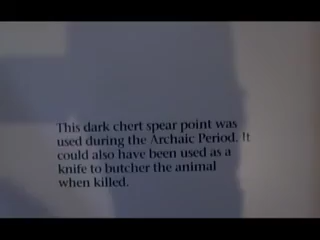 This dark chert spear point was
used during the Archaic Period. It
could also have been used as a
knife to butcher the animal
when killed.